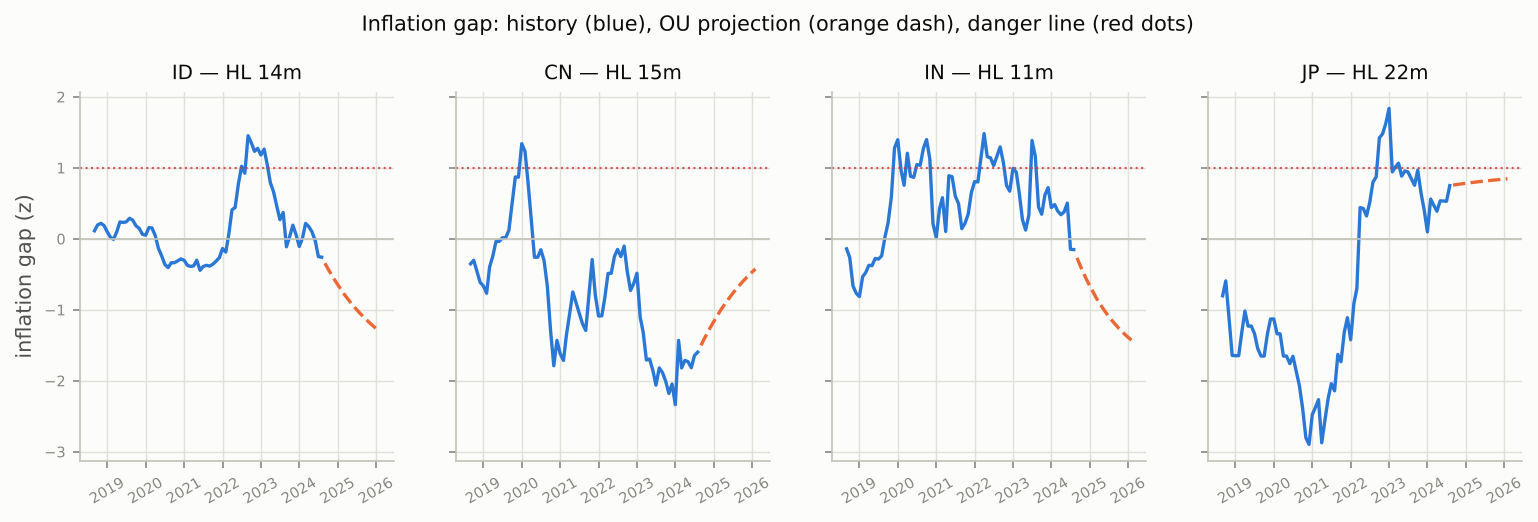 Inflation gap: history (blue), OU projection (orange dash), danger line (red dots)
ID — HL 14m
CN — HL 15m
IN — HL 11m
JP — HL 22m
inflation gap (z)
2
1
0
−1
−2
−3
2019 2020 2021 2022 2023 2024 2025 2026
2019 2020 2021 2022 2023 2024 2025 2026
2019 2020 2021 2022 2023 2024 2025 2026
2019 2020 2021 2022 2023 2024 2025 2026